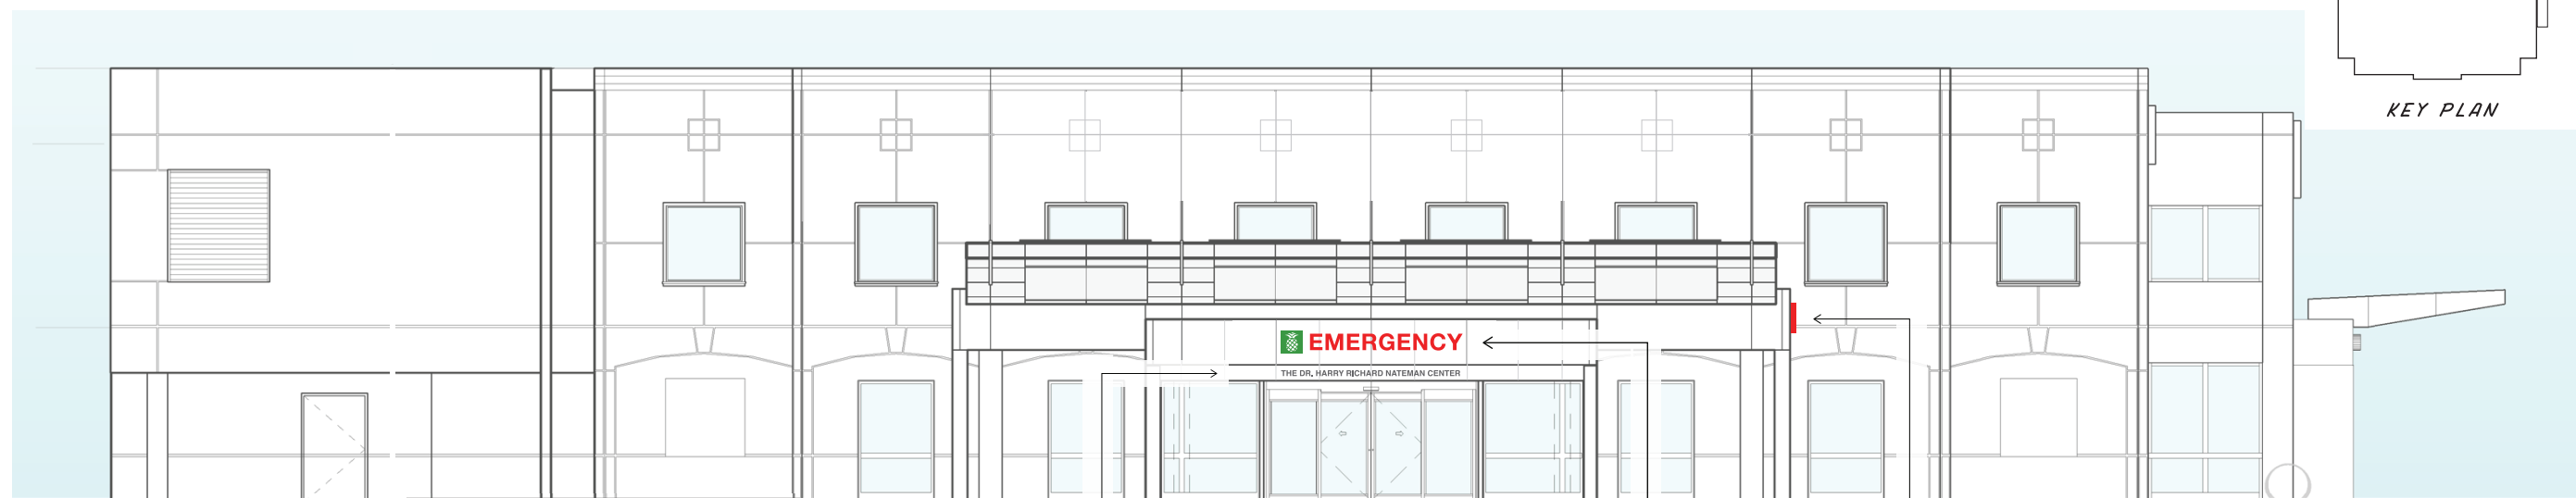 KEY PLAN
EMERGENCY
THE DR. HARRY RICHARD NATEMAN CENTER